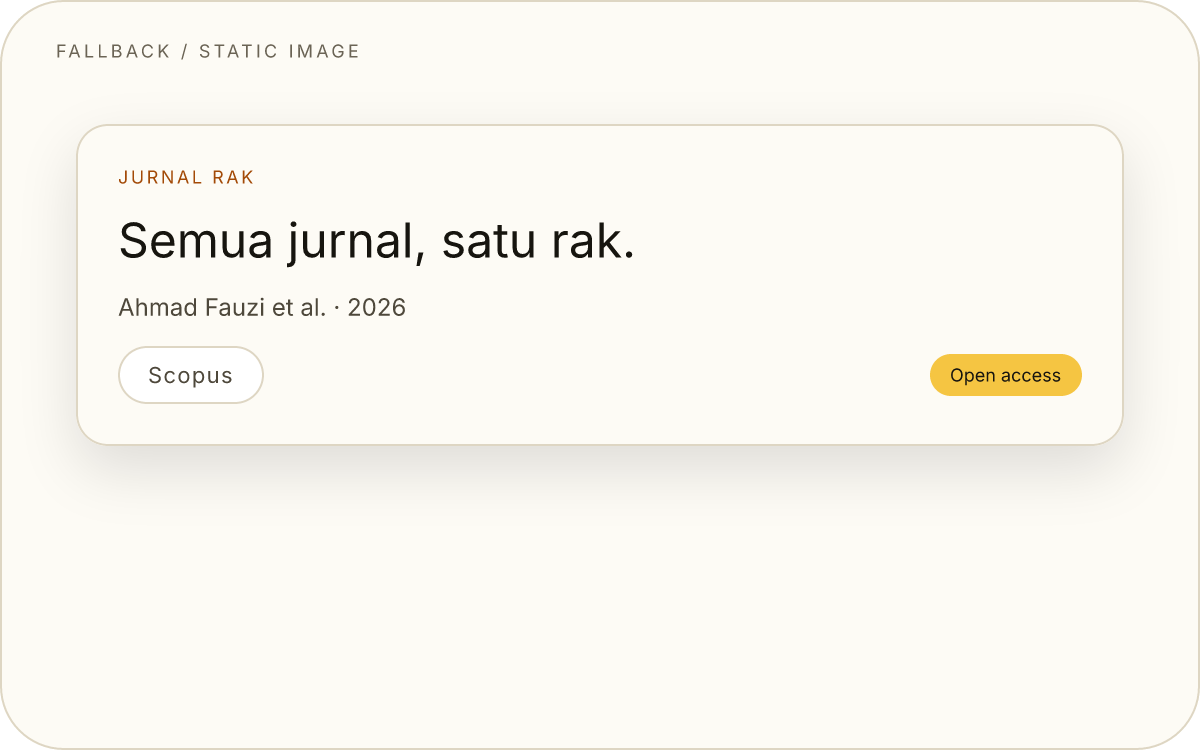 FALLBACK / STATIC IMAGE
JURNAL RAK
Semua jurnal, satu rak.
Ahmad Fauzi et al. · 2026
Scopus
Open access